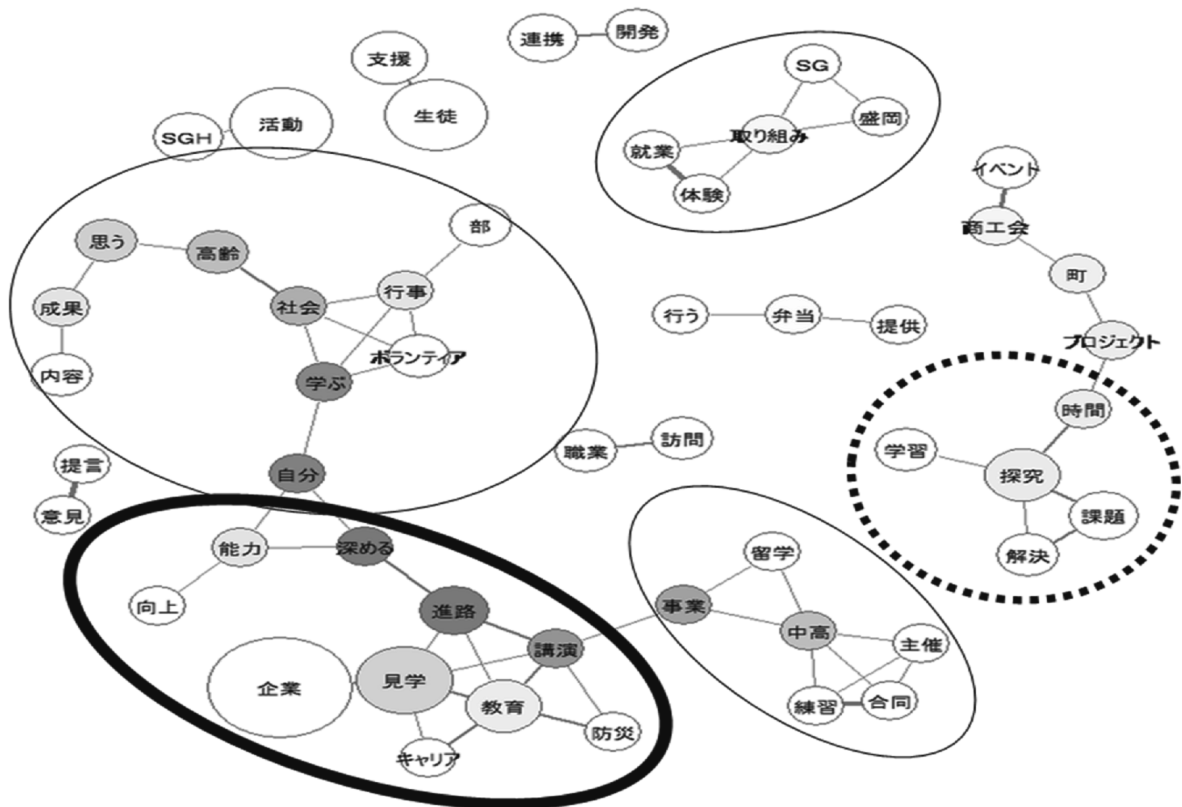 連携
開発
支援
生徒
SGH
活動
SG
盛岡
取り組み
就業
体験
イベント
商工会
町
プロジェクト
時間
思う
高齢
部
成果
社会
行事
内容
ボランティア
学ぶ
行う
弁当
提供
自分
提言
意見
職業
訪問
学習
探究
課題
解決
能力
深める
向上
進路
講演
企業
見学
教育
防災
キャリア
留学
事業
中高
主催
練習
合同